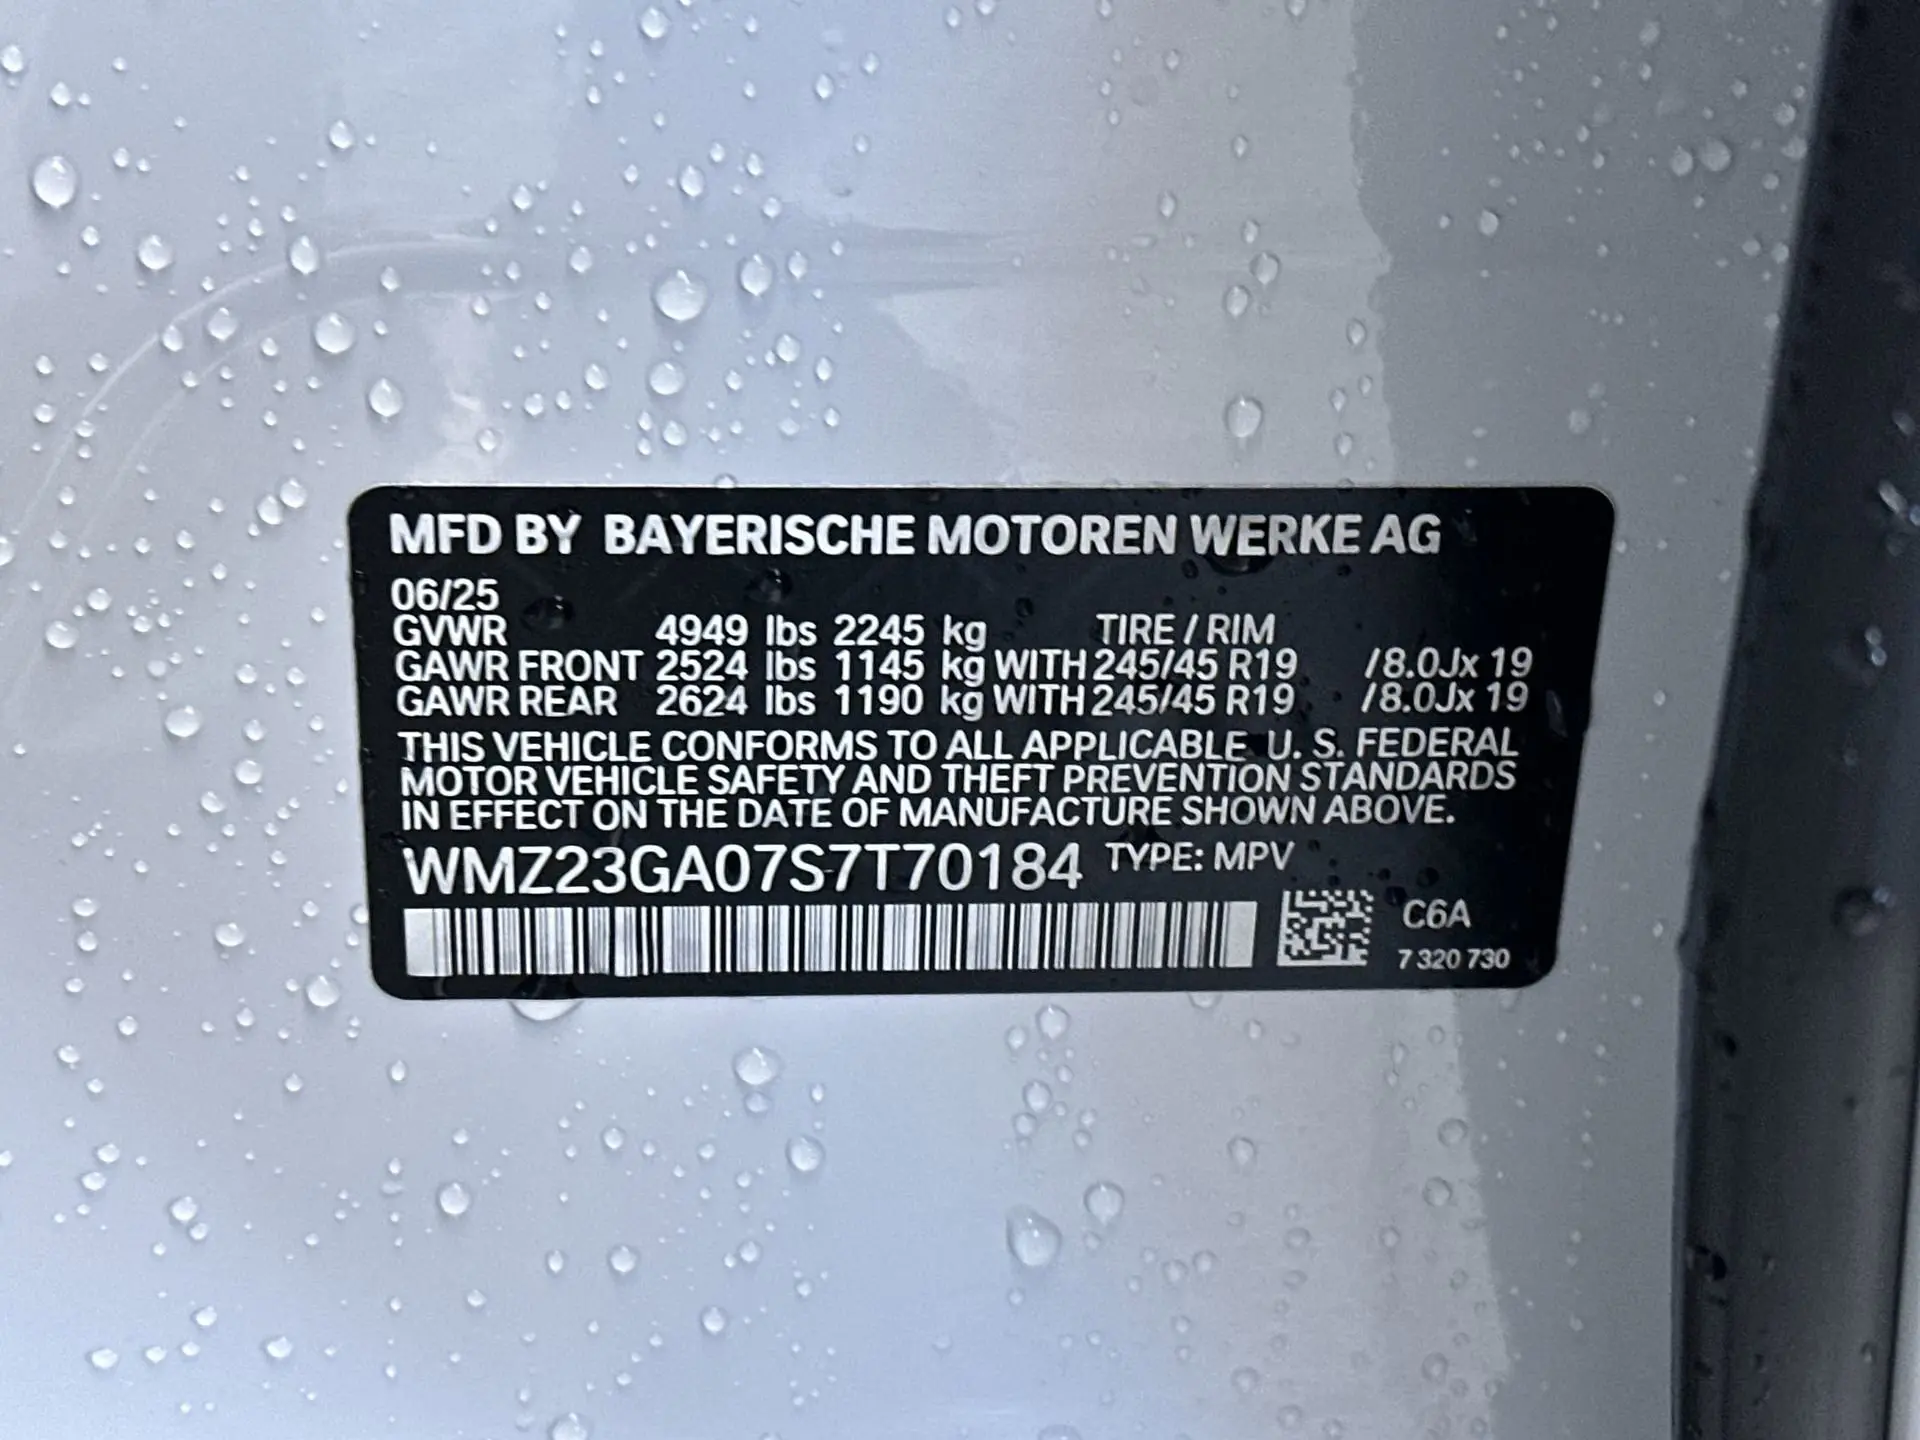 MFD BY BAYERISCHE MOTOREN WERKE AG
06/25
GVWR 4949 lbs 2245 kg TIRE / RIM
GAWR FRONT 2524 lbs 1145 kg WITH 245/45 R19 /8.0Jx 19
GAWR REAR 2624 lbs 1190 kg WITH 245/45 R19 /8.0Jx 19
THIS VEHICLE CONFORMS TO ALL APPLICABLE U. S. FEDERAL
MOTOR VEHICLE SAFETY AND THEFT PREVENTION STANDARDS
IN EFFECT ON THE DATE OF MANUFACTURE SHOWN ABOVE.
WMZ23GA07S7T70184 TYPE: MPV
C6A
7 320 730